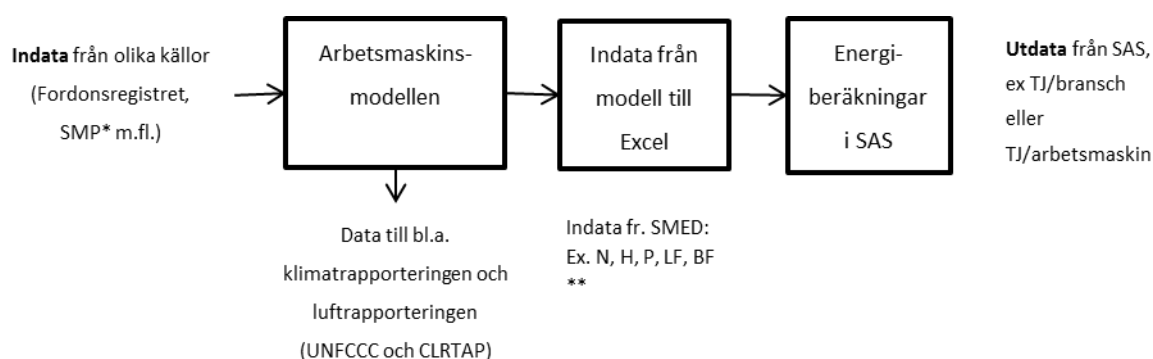 Indata från olika källor
(Fordonsregistret,
SMP* m.fl.)
Arbetsmaskins-
modellen
Data till bl.a.
klimatrapporteringen och
luftrapporteringen
(UNFCCC och CLRTAP)
Indata från
modell till
Excel
Indata fr. SMED:
Ex. N, H, P, LF, BF
**
Energi-
beräkningar
i SAS
Utdata från SAS,
ex TJ/bransch
eller
TJ/arbetsmaskin